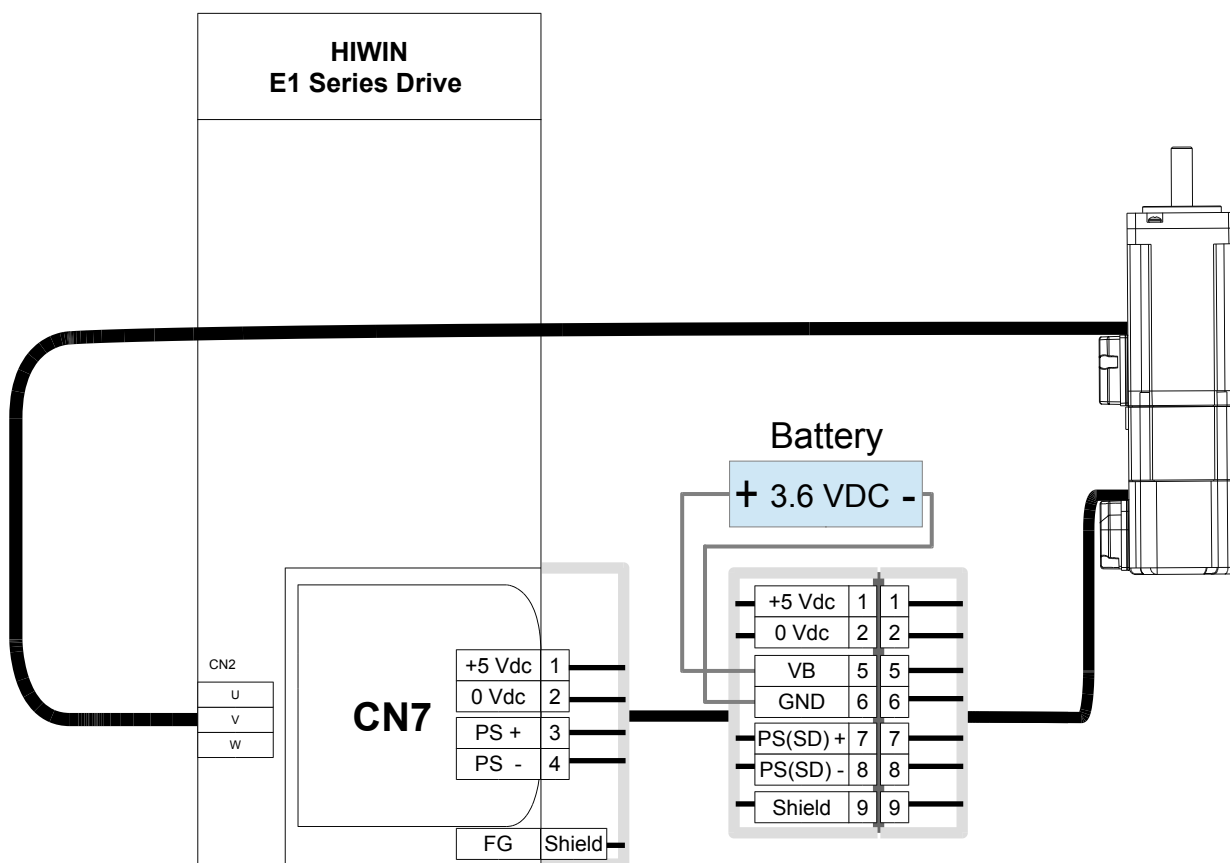 HIWIN
E1 Series Drive
Battery
+ 3.6 VDC -
CN2
U
V
W
CN7
+5 Vdc 1
0 Vdc 2
PS + 3
PS - 4
FG Shield
+5 Vdc 1 1
0 Vdc 2 2
VB 5 5
GND 6 6
PS(SD) + 7 7
PS(SD) - 8 8
Shield 9 9